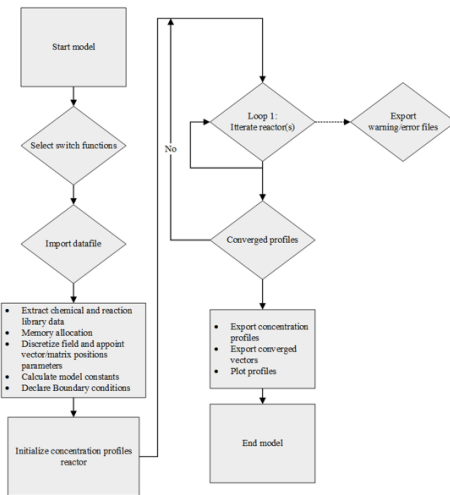 Start model
Select switch functions
Import datafile
• Extract chemical and reaction
library data
• Memory allocation
• Discretize field and appoint
vector/matrix positions
parameters
• Calculate model constants
• Declare Boundary conditions
Initialize concentration profiles
reactor
No
Loop 1:
Itterate reactor(s)
Export
warning/error files
Converged profiles
• Export concentration
profiles
• Export converged
vectors
• Plot profiles
End model